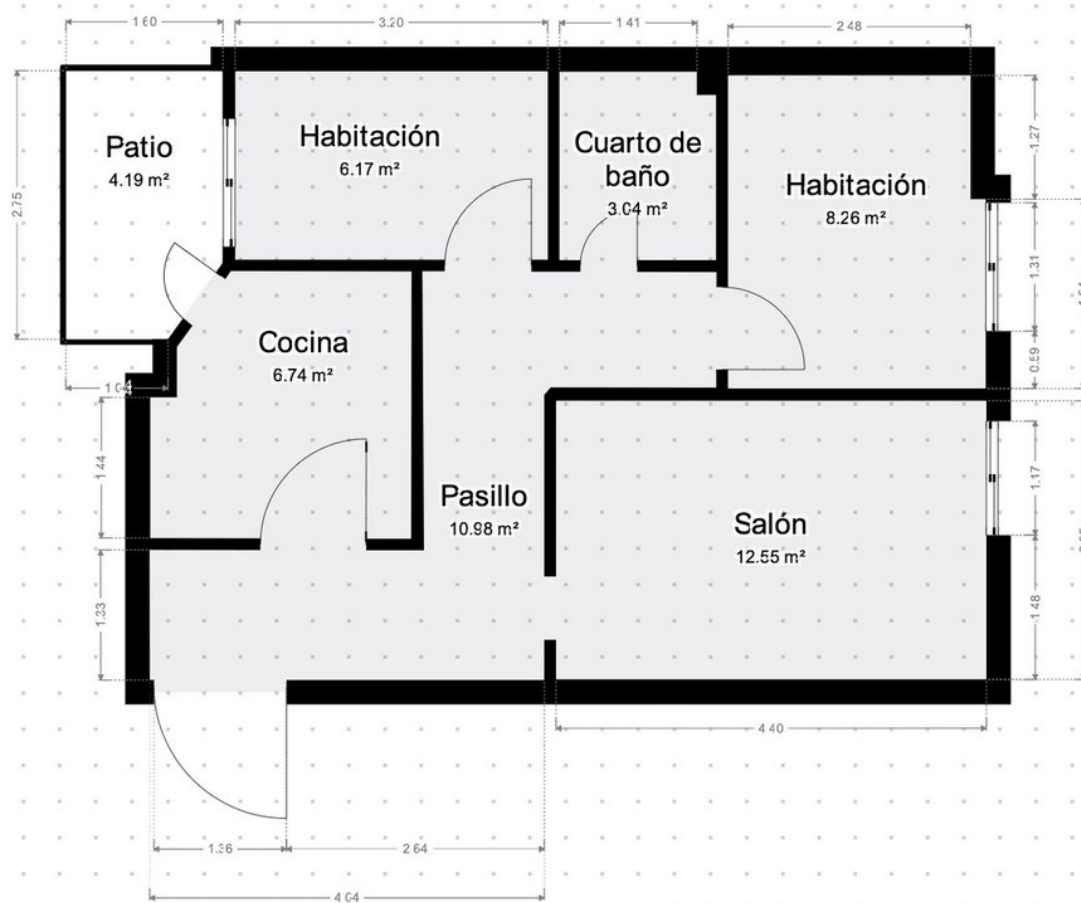 1.60
3.20
1.41
2.48
Patio
4.19 m²
Habitación
6.17 m²
Cuarto de
baño
3.04 m²
Habitación
8.26 m²
2.75
1.27
1.31
0.59
Cocina
6.74 m²
1.04
1.44
1.17
Pasillo
10.98 m²
Salón
12.55 m²
1.33
1.48
4.40
1.36
2.64
4.04